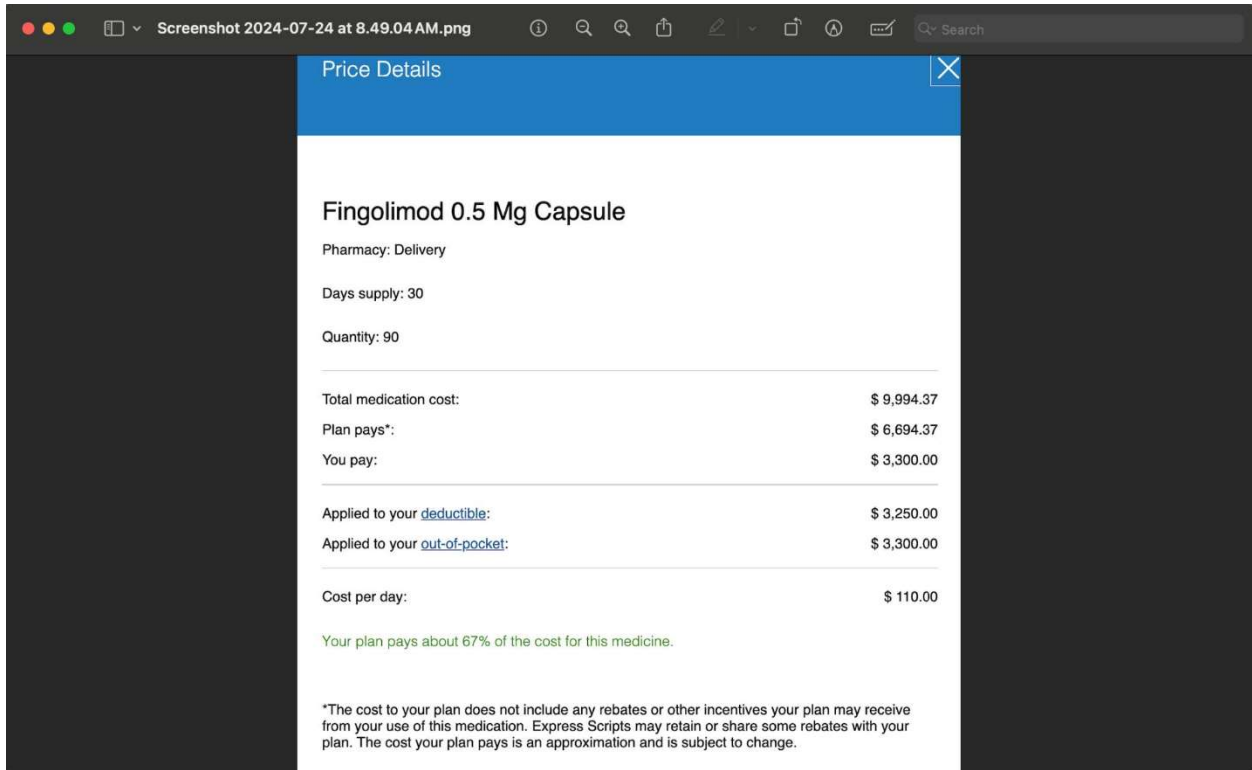 Screenshot 2024-07-24 at 8.49.04 AM.png
Search
Price Details
Fingolimod 0.5 Mg Capsule
Pharmacy: Delivery
Days supply: 30
Quantity: 90
Total medication cost: $ 9,994.37
Plan pays*: $ 6,694.37
You pay: $ 3,300.00
Applied to your deductible: $ 3,250.00
Applied to your out-of-pocket: $ 3,300.00
Cost per day: $ 110.00
Your plan pays about 67% of the cost for this medicine.
*The cost to your plan does not include any rebates or other incentives your plan may receive
from your use of this medication. Express Scripts may retain or share some rebates with your
plan. The cost your plan pays is an approximation and is subject to change.